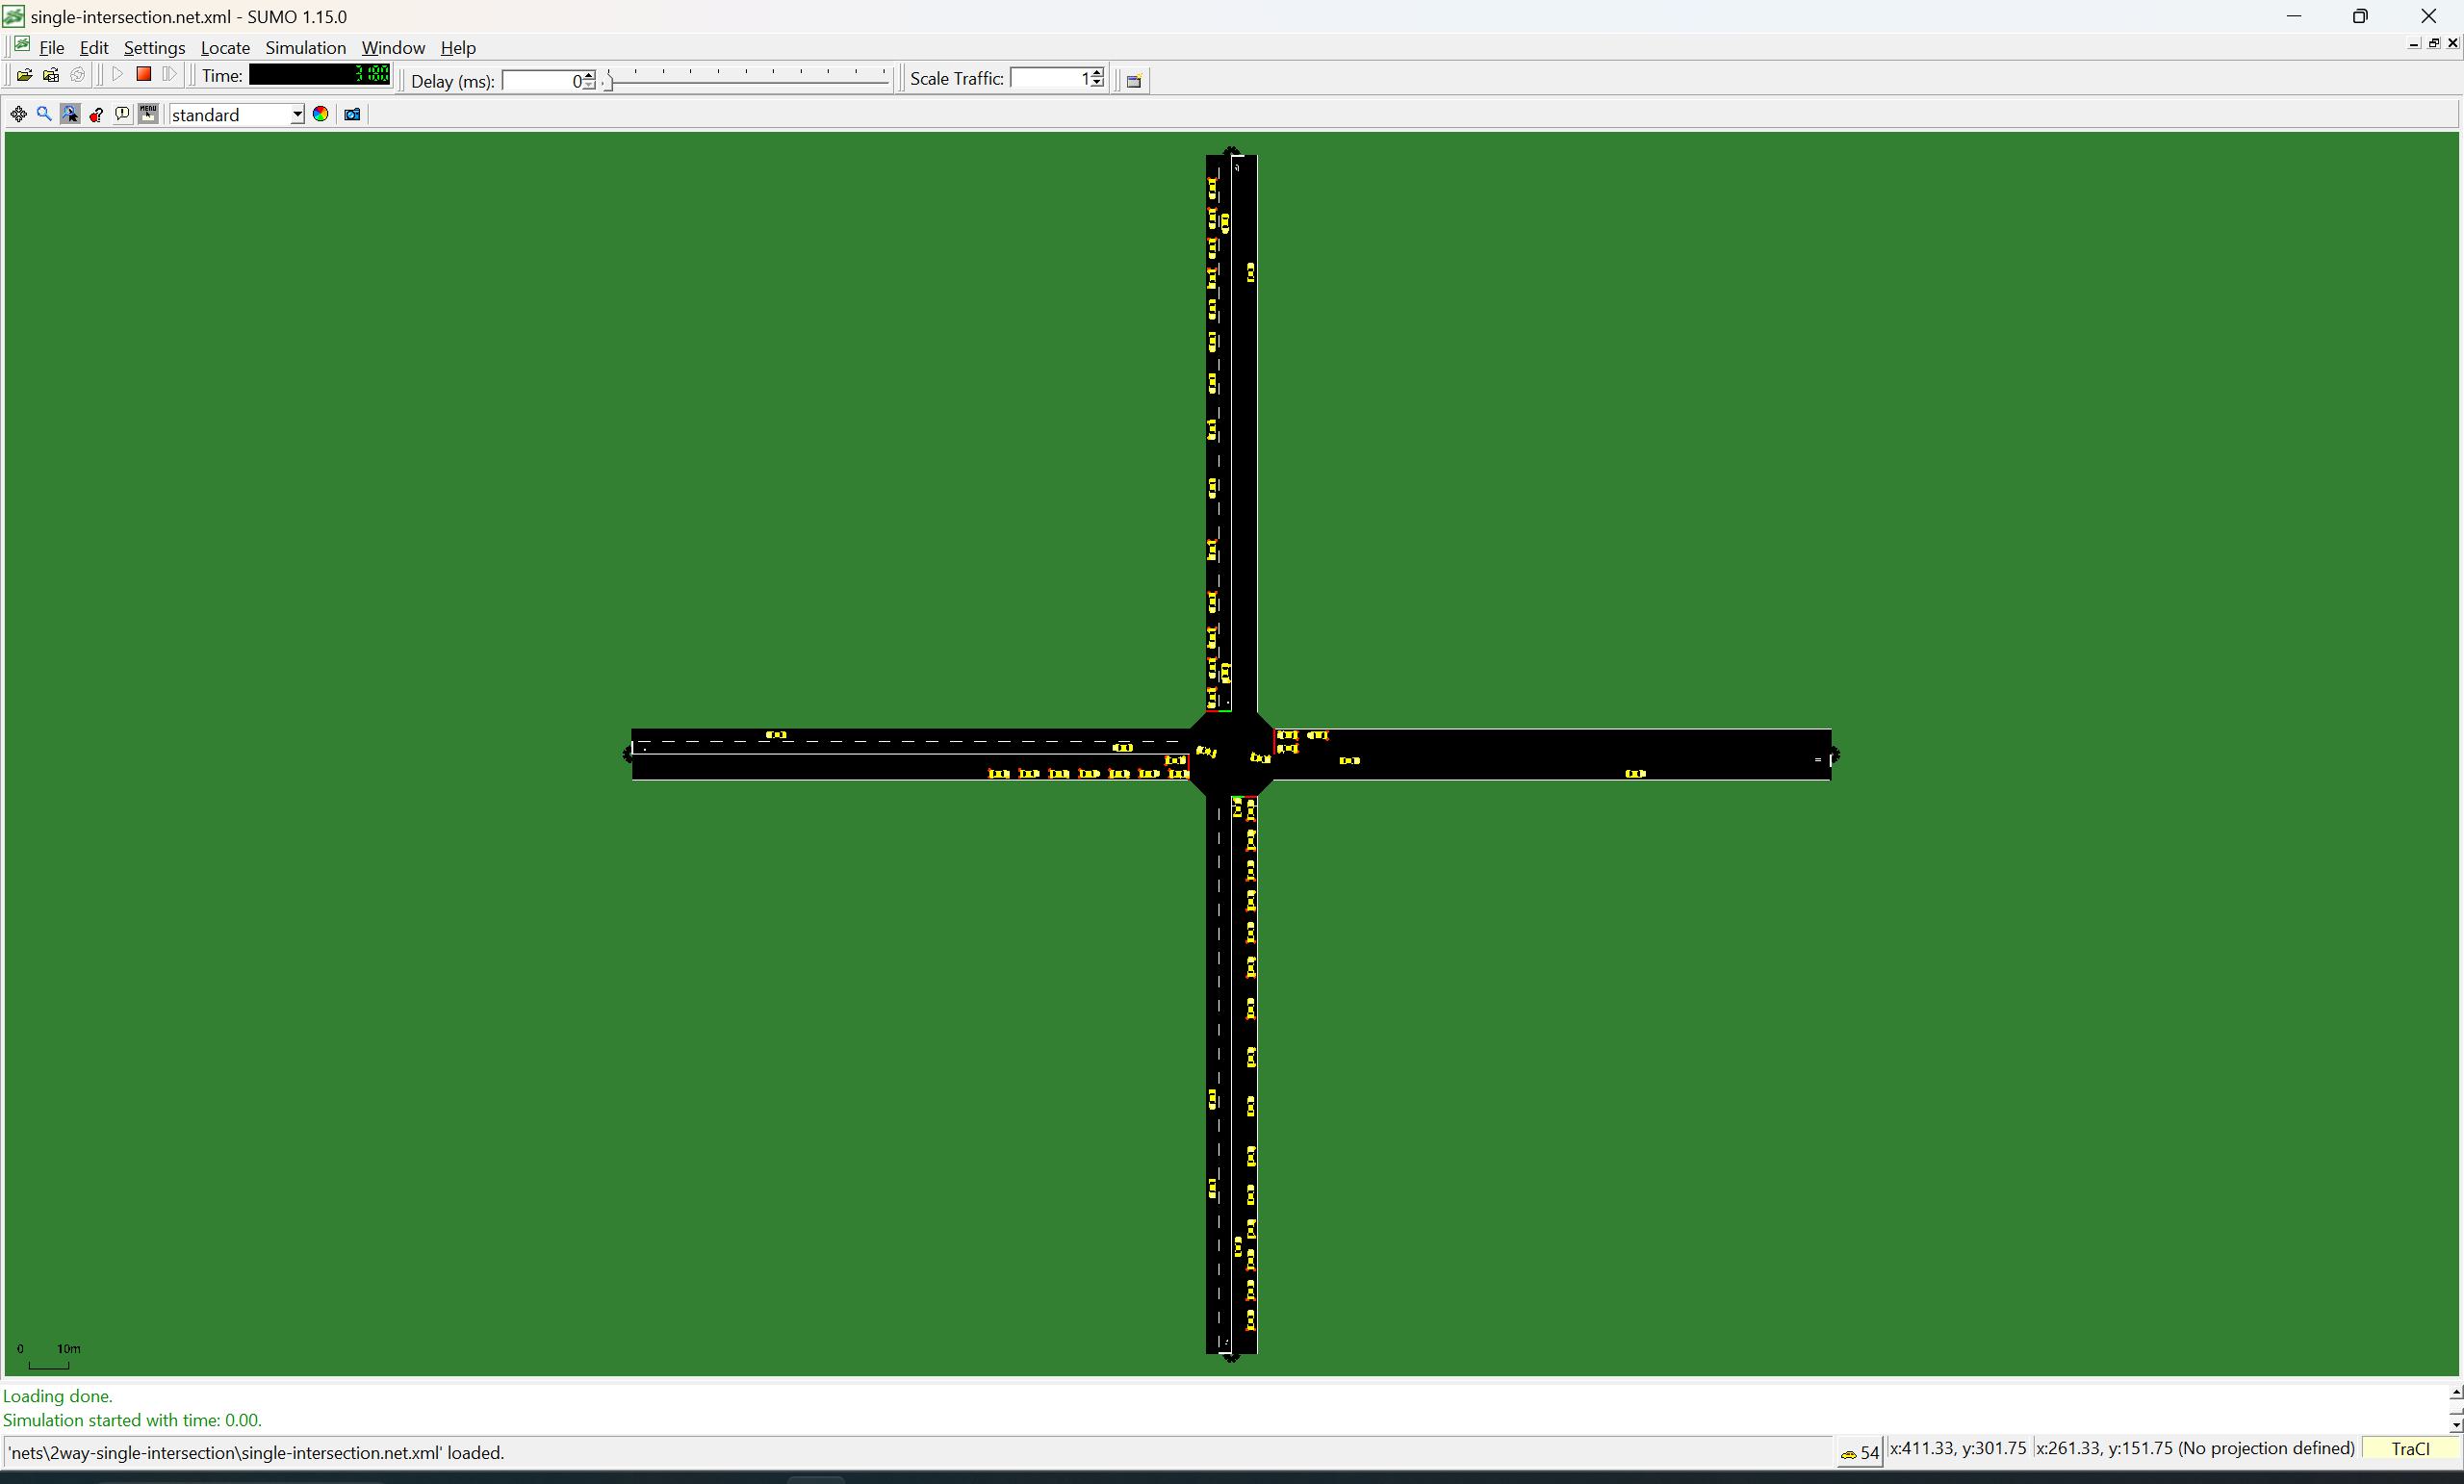 single-intersection.net.xml - SUMO 1.15.0
File Edit Settings Locate Simulation Window Help
Time: Delay (ms): 0 Scale Traffic: 1
MENU standard
0 10m
Loading done.
Simulation started with time: 0.00.
'nets\2way-single-intersection\single-intersection.net.xml' loaded. 54 x:411.33, y:301.75 x:261.33, y:151.75 (No projection defined) TraCI